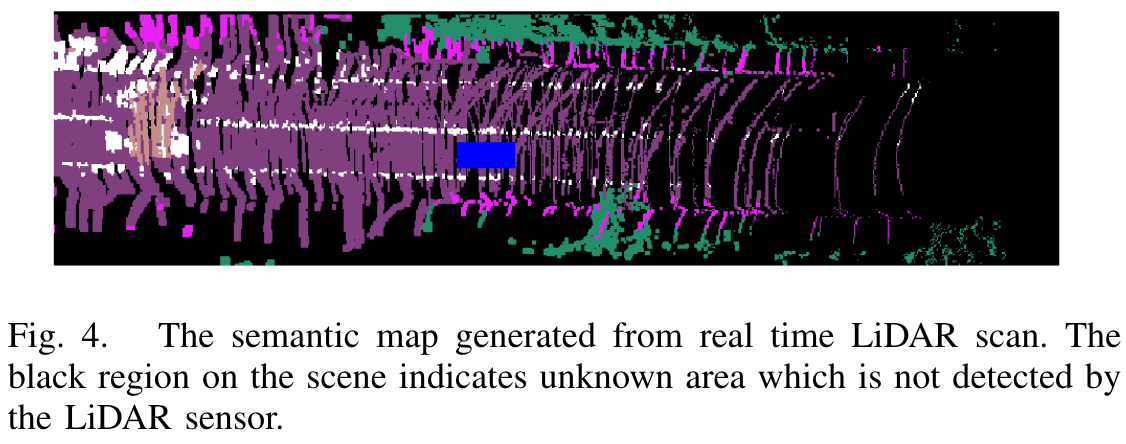 Fig. 4. The semantic map generated from real time LiDAR scan. The
black region on the scene indicates unknown area which is not detected by
the LiDAR sensor.